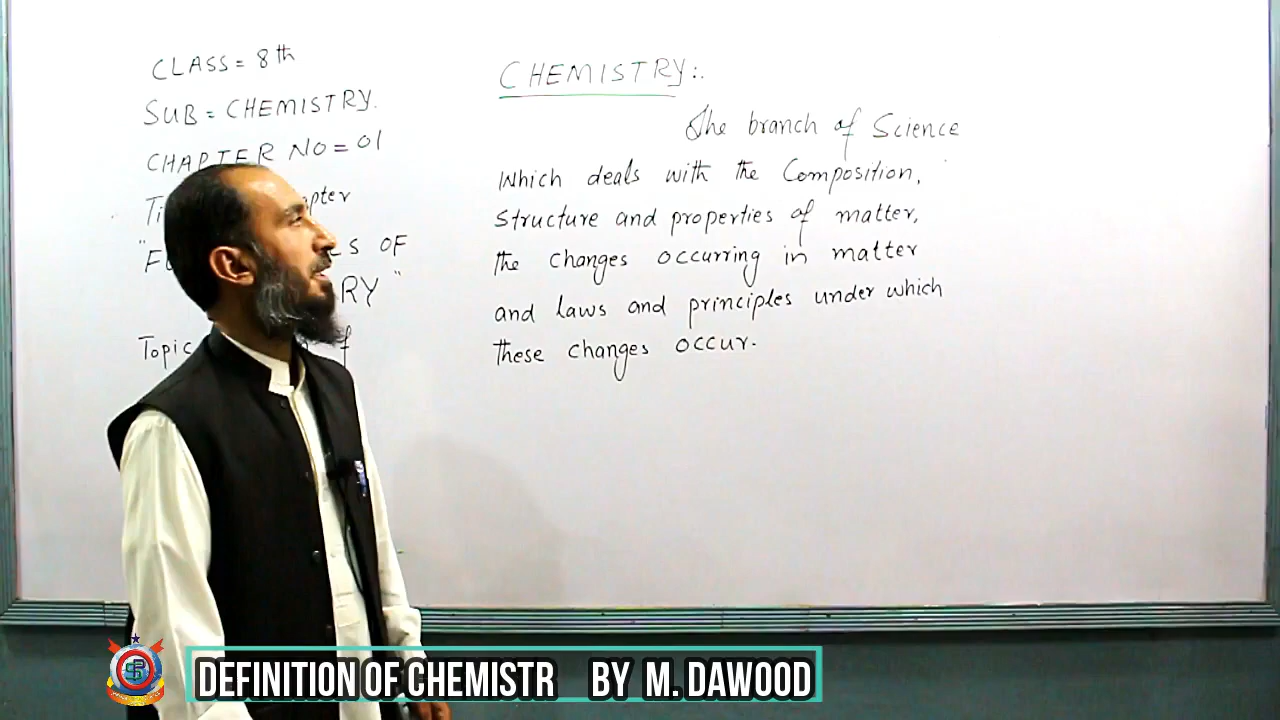 CLASS = 8th
SUB = CHEMISTRY.
CHAPTER NO = 01
OF
Topic
CHEMISTRY:.
The branch of Science
Which deals with the Composition,
Structure and properties of matter,
the changes occurring in matter
and laws and principles under which
these changes occur.
DEFINITION OF CHEMISTR BY M. DAWOOD